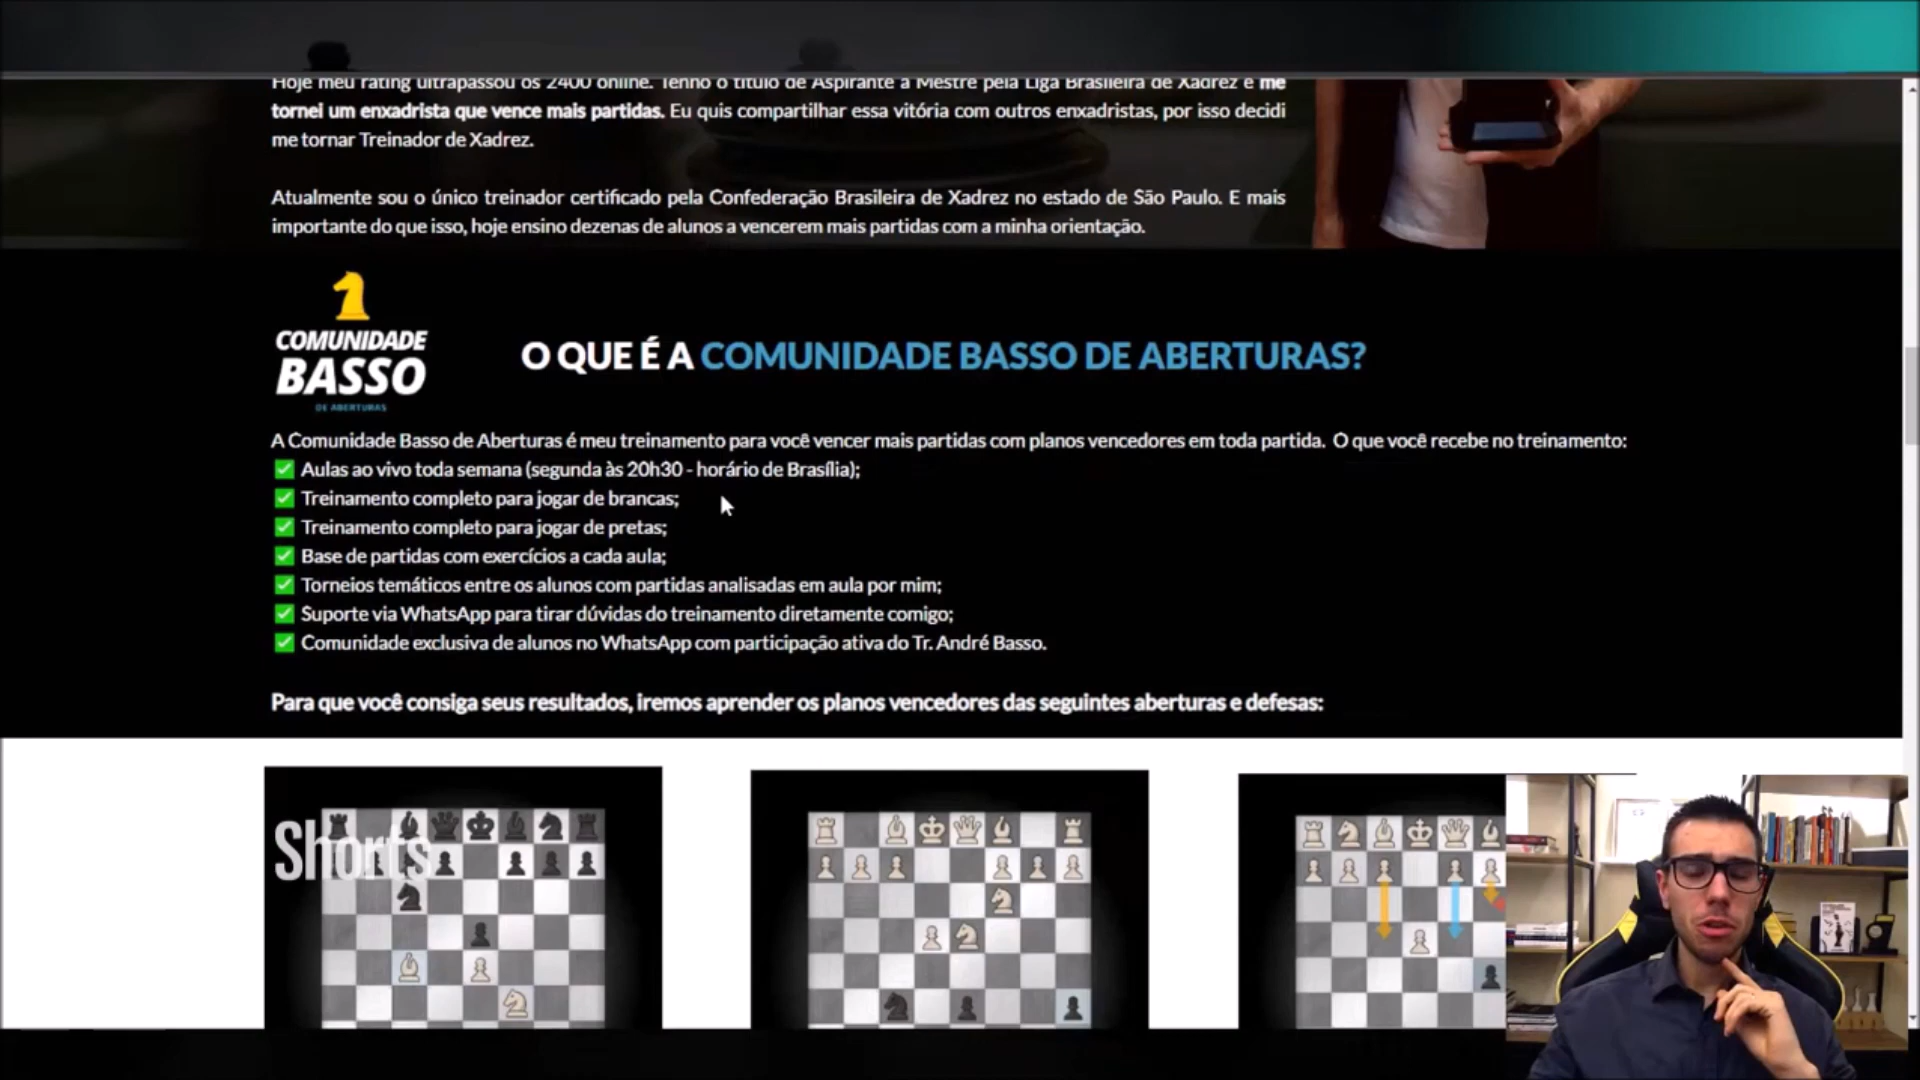 Hoje meu rating ultrapassou os 2400 online. Tenho o título de Aspirante a Mestre pela Liga Brasileira de Xadrez e me
tornei um enxadrista que vence mais partidas. Eu quis compartilhar essa vitória com outros enxadristas, por isso decidi
me tornar Treinador de Xadrez.
Atualmente sou o único treinador certificado pela Confederação Brasileira de Xadrez no estado de São Paulo. E mais
importante do que isso, hoje ensino dezenas de alunos a vencerem mais partidas com a minha orientação.
COMUNIDADE
BASSO
DE ABERTURAS
O QUE É A COMUNIDADE BASSO DE ABERTURAS?
A Comunidade Basso de Aberturas é meu treinamento para você vencer mais partidas com planos vencedores em toda partida. O que você recebe no treinamento:
Aulas ao vivo toda semana (segunda às 20h30 - horário de Brasília);
Treinamento completo para jogar de brancas;
Treinamento completo para jogar de pretas;
Base de partidas com exercícios a cada aula;
Torneios temáticos entre os alunos com partidas analisadas em aula por mim;
Suporte via WhatsApp para tirar dúvidas do treinamento diretamente comigo;
Comunidade exclusiva de alunos no WhatsApp com participação ativa do Tr. André Basso.
Para que você consiga seus resultados, iremos aprender os planos vencedores das seguintes aberturas e defesas:
Shorts